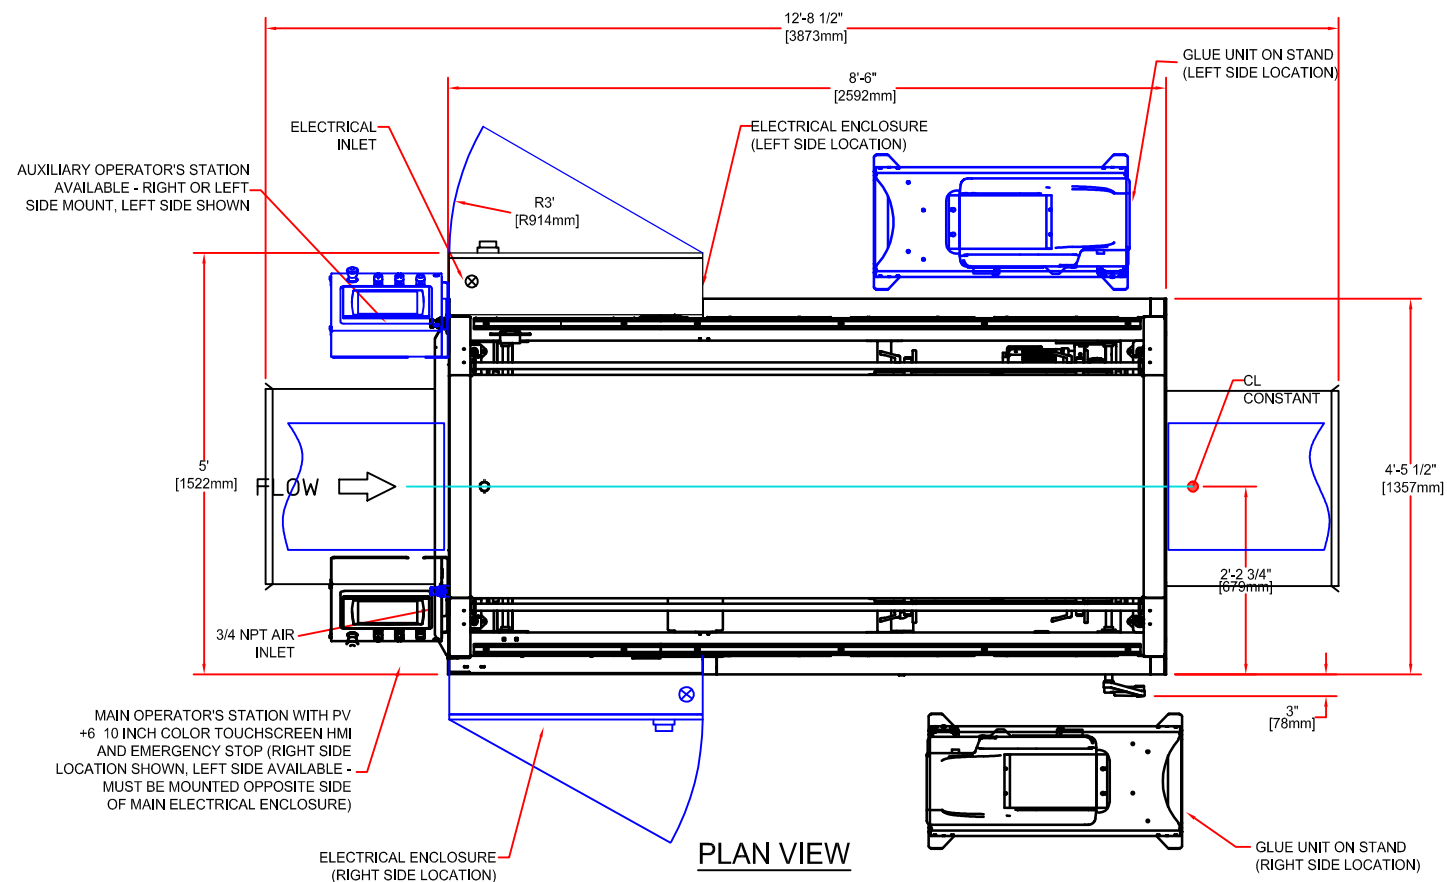 12'-8 1/2"
[3873mm]
GLUE UNIT ON STAND
(LEFT SIDE LOCATION)
8'-6"
[2592mm]
ELECTRICAL
INLET
ELECTRICAL ENCLOSURE
(LEFT SIDE LOCATION)
AUXILIARY OPERATOR'S STATION
AVAILABLE - RIGHT OR LEFT
SIDE MOUNT, LEFT SIDE SHOWN
R3'
[R914mm]
CL
CONSTANT
5'
[1522mm]
FLOW
4'-5 1/2"
[1357mm]
2'-2 3/4"
[679mm]
3/4 NPT AIR
INLET
MAIN OPERATOR'S STATION WITH PV
+6 10 INCH COLOR TOUCHSCREEN HMI
AND EMERGENCY STOP (RIGHT SIDE
LOCATION SHOWN, LEFT SIDE AVAILABLE -
MUST BE MOUNTED OPPOSITE SIDE
OF MAIN ELECTRICAL ENCLOSURE)
3"
[78mm]
ELECTRICAL ENCLOSURE
(RIGHT SIDE LOCATION)
PLAN VIEW
GLUE UNIT ON STAND
(RIGHT SIDE LOCATION)